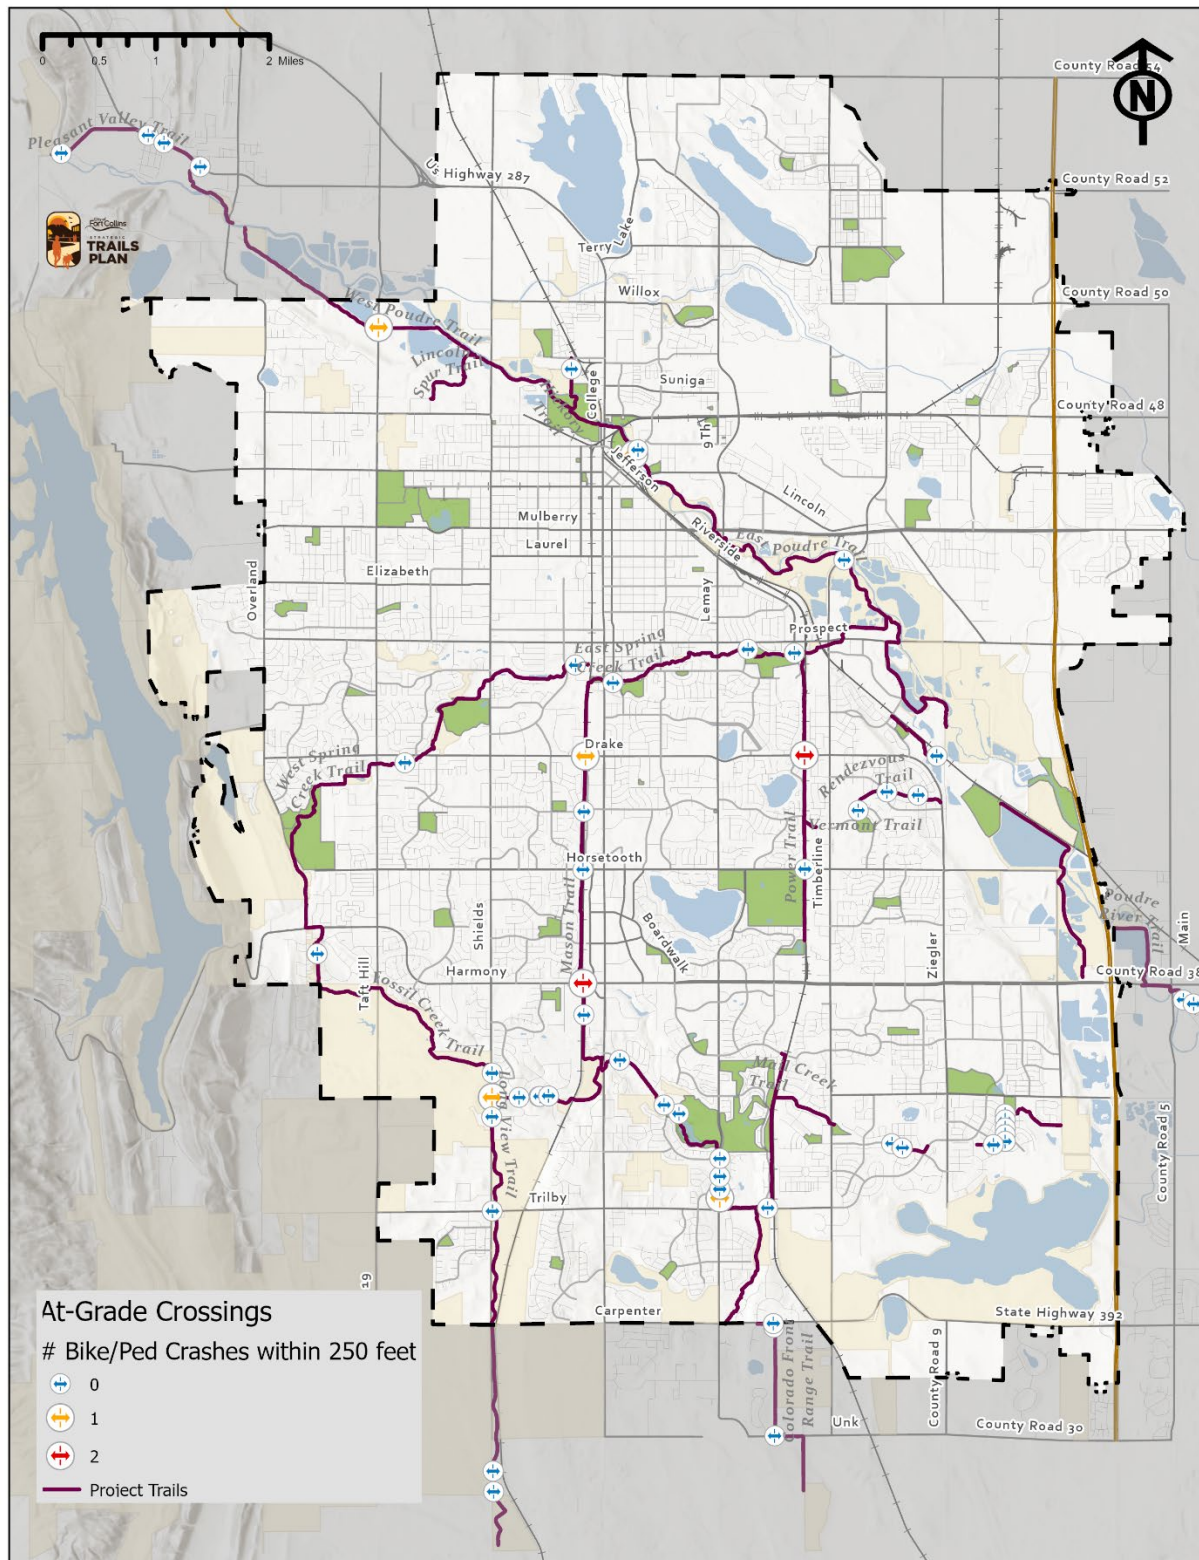 0 0.5 1 2 Miles
N
County Road 54
Pleasant Valley Trail
Us Highway 287
County Road 52
City of
Fort Collins
STRATEGIC
TRAILS
PLAN
Terry Lake
Willox
County Road 50
West Poudre Trail
Lincoln
Spur Trail
College
Suniga
Hickory
Trail
County Road 48
9Th
Jefferson
Lincoln
Mulberry
Laurel
Riverside
East Poudre Trail
Elizabeth
Overland
Lemay
Prospect
East Spring
Creek Trail
Drake
West Spring
Creek Trail
Rendezvous
Trail
Vermont Trail
Horsetooth
Power Trail
Timberline
Poudre
River Trail
Main
Shields
Mason Trail
Boardwalk
Ziegler
Harmony
Taft Hill
County Road 38
Fossil Creek Trail
Mail Creek
Trail
Long View Trail
County Road 5
Trilby
19
Carpenter
State Highway 392
At-Grade Crossings
# Bike/Ped Crashes within 250 feet
0
1
2
Project Trails
Colorado Front
Range Trail
County Road 9
Unk
County Road 30